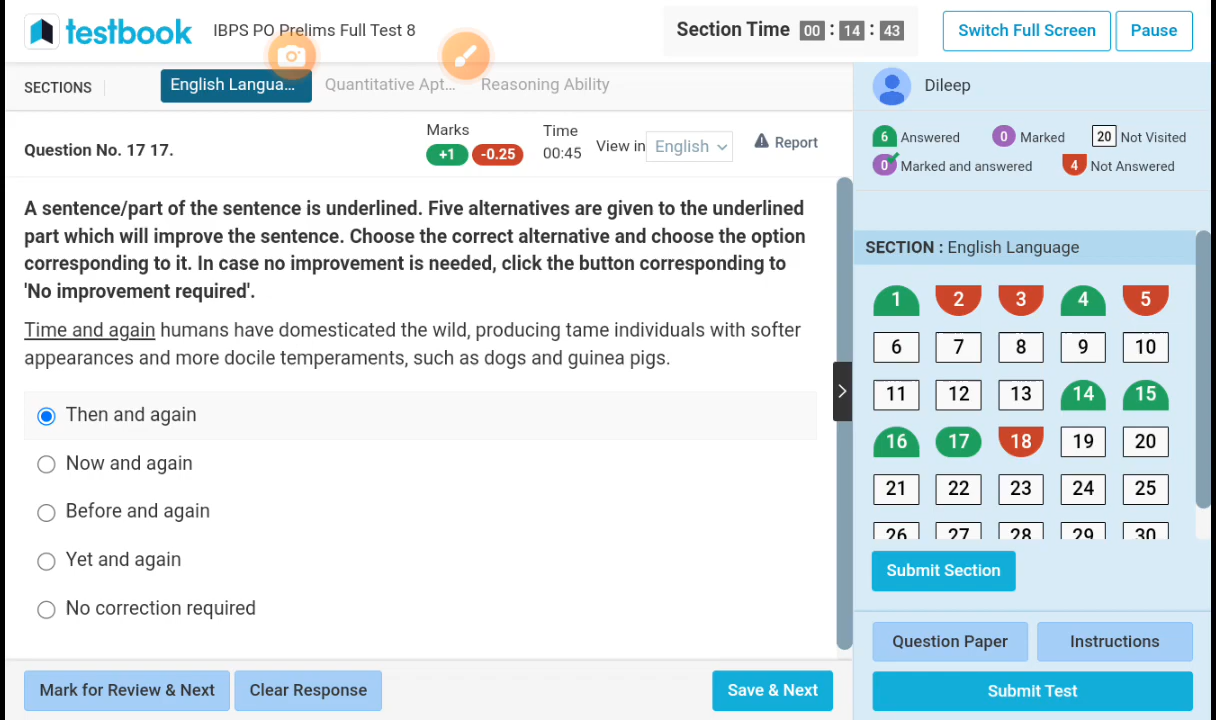 testbook IBPS PO Prelims Full Test 8 Section Time 00 : 14 : 43 Switch Full Screen Pause
SECTIONS English Langua... Quantitative Apt... Reasoning Ability
Dileep
Question No. 17 17.
Marks
+1 -0.25
Time
00:45
View in English
Report
6 Answered 0 Marked 20 Not Visited
0 Marked and answered 4 Not Answered
A sentence/part of the sentence is underlined. Five alternatives are given to the underlined
part which will improve the sentence. Choose the correct alternative and choose the option
corresponding to it. In case no improvement is needed, click the button corresponding to
'No improvement required'.
Time and again humans have domesticated the wild, producing tame individuals with softer
appearances and more docile temperaments, such as dogs and guinea pigs.
Then and again
Now and again
Before and again
Yet and again
No correction required
SECTION : English Language
1 2 3 4 5
6 7 8 9 10
11 12 13 14 15
16 17 18 19 20
21 22 23 24 25
26 27 28 29 30
Submit Section
Question Paper Instructions
Mark for Review & Next Clear Response Save & Next
Submit Test